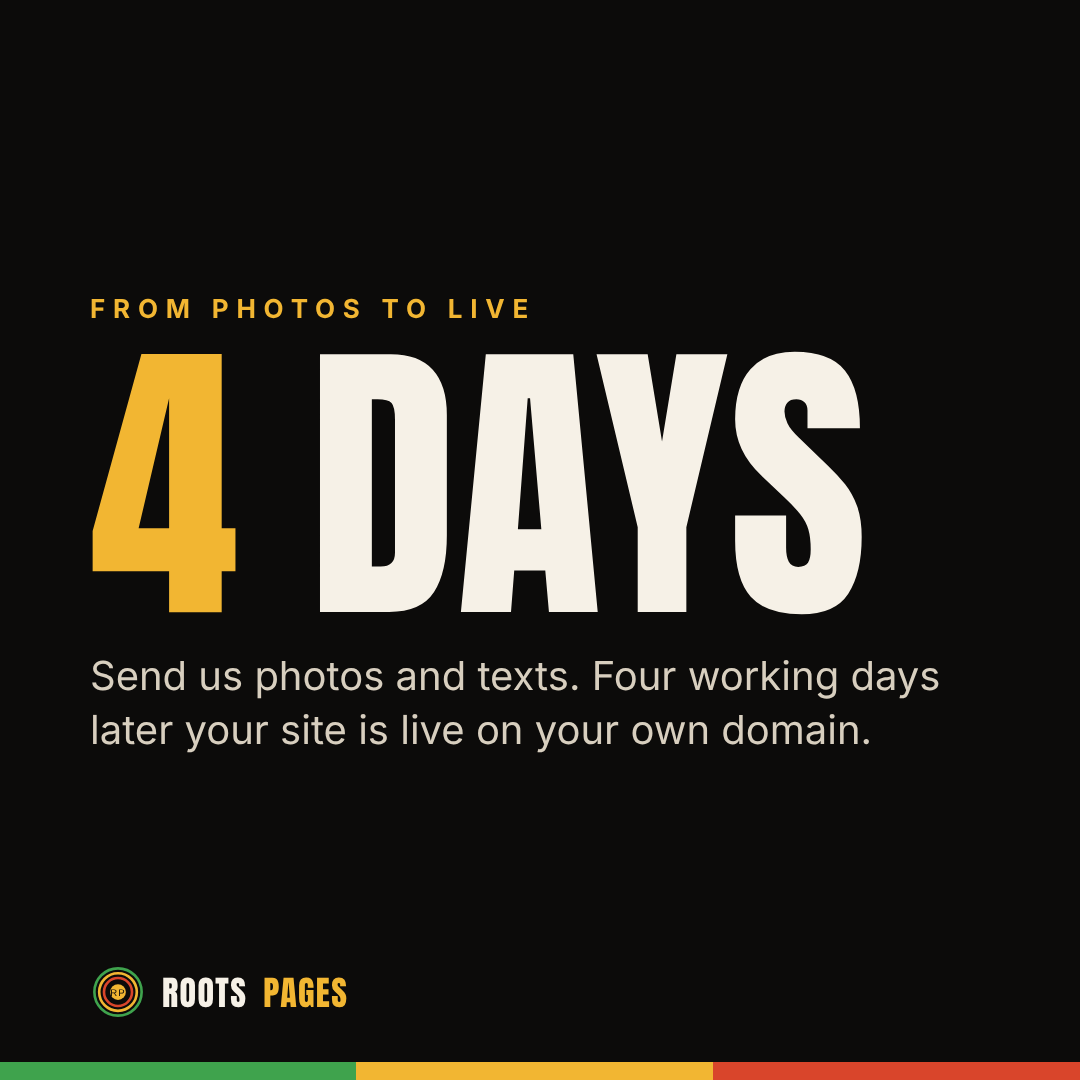 FROM PHOTOS TO LIVE
4 DAYS
Send us photos and texts. Four working days
later your site is live on your own domain.
RP ROOTS PAGES